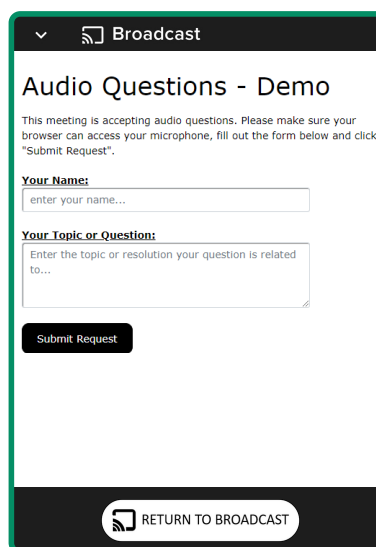 Broadcast
Audio Questions - Demo
This meeting is accepting audio questions. Please make sure your
browser can access your microphone, fill out the form below and click
"Submit Request".
Your Name:
enter your name...
Your Topic or Question:
Enter the topic or resolution your question is related
to...
Submit Request
RETURN TO BROADCAST